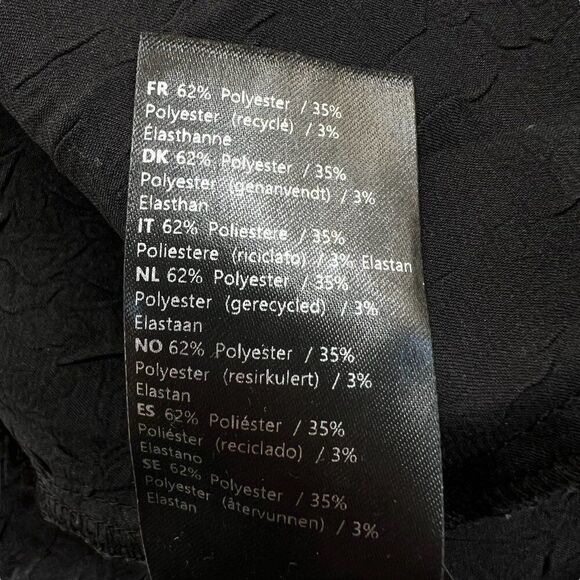 FR 62% Polyester / 35%
Polyester (recyclé) / 3%
Élasthanne
DK 62% Polyester / 35%
Polyester (genanvendt) / 3%
Elasthan
IT 62% Poliestere / 35%
Poliestere (riciclato) / 3% Elastan
NL 62% Polyester / 35%
Polyester (gerecycled) / 3%
Elastaan
NO 62% Polyester / 35%
Polyester (resirkulert) / 3%
Elastan
ES 62% Poliéster / 35%
Poliéster (reciclado) / 3%
Elastano
SE 62% Polyester / 35%
Polyester (återvunnen) / 3%
Elastan